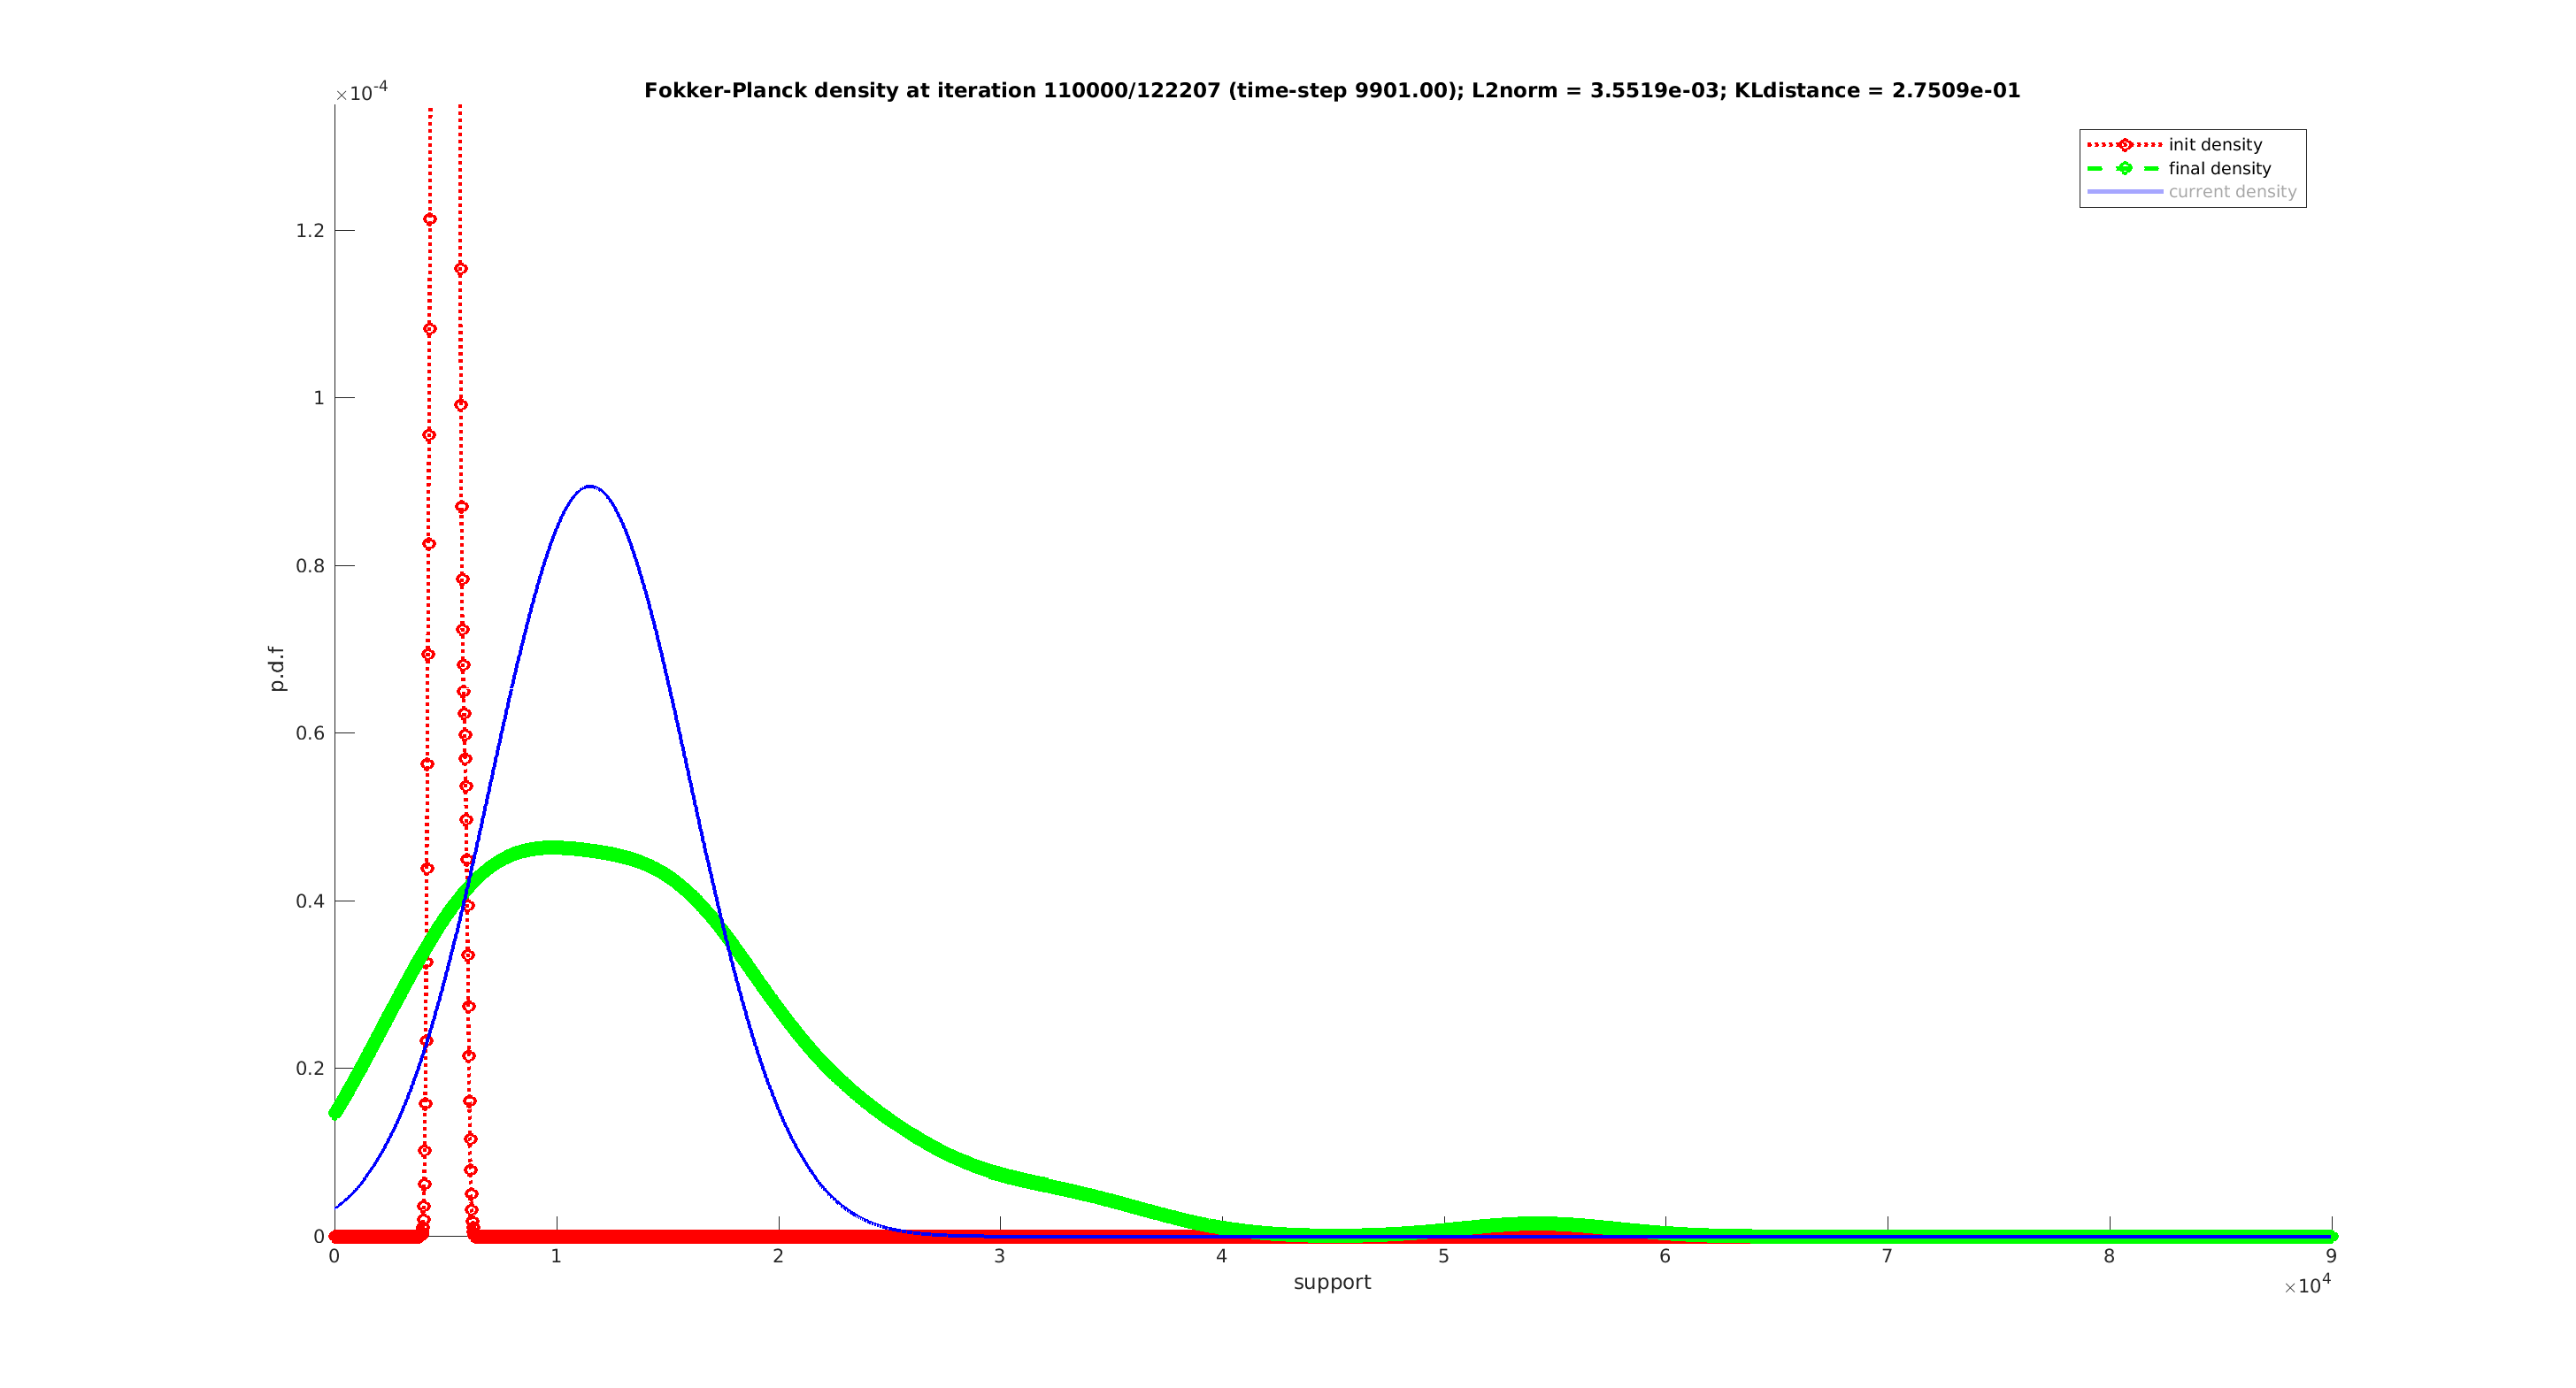 Fokker-Planck density at iteration 110000/122207 (time-step 9901.00); L2norm = 3.5519e-03; KLdistance = 2.7509e-01
×10-4
init density
final density
current density
1.2
1
0.8
0.6
0.4
0.2
0
p.d.f
0 1 2 3 4 5 6 7 8 9
support
×104